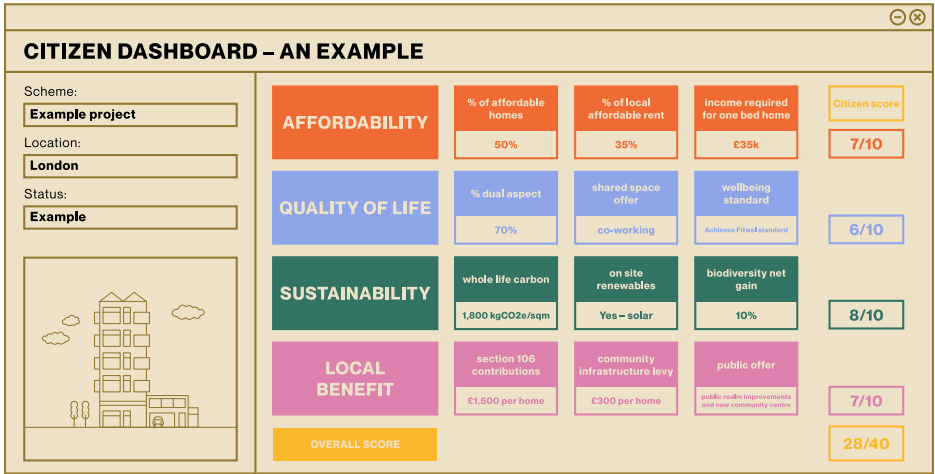 CITIZEN DASHBOARD – AN EXAMPLE
Scheme:
Example project
Location:
London
Status:
Example
AFFORDABILITY
% of affordable
homes
50%
% of local
affordable rent
35%
income required
for one bed home
£35k
Citizen score
7/10
QUALITY OF LIFE
% dual aspect
70%
shared space
offer
co-working
wellbeing
standard
Achieves Fitwell standard
6/10
SUSTAINABILITY
whole life carbon
1,800 kgCO2e/sqm
on site
renewables
Yes – solar
biodiversity net
gain
10%
8/10
LOCAL
BENEFIT
section 106
contributions
£1,500 per home
community
infrastructure levy
£300 per home
public offer
public realm improvements
and new community centre
7/10
OVERALL SCORE
28/40